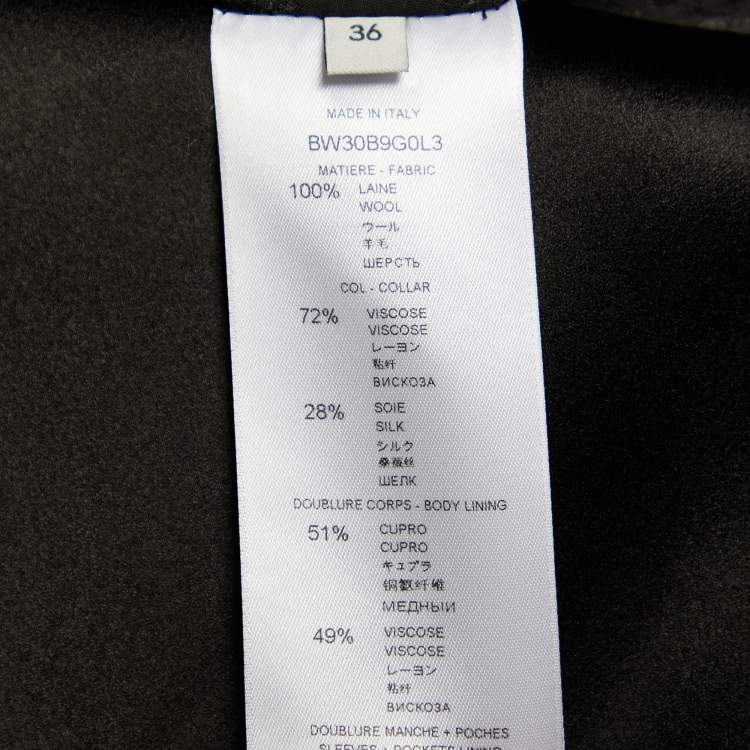 36
MADE IN ITALY
BW30B9G0L3
MATIERE - FABRIC
100% LAINE
WOOL
ウール
羊毛
ШЕРСТЬ
COL - COLLAR
72% VISCOSE
VISCOSE
レーヨン
粘纤
ВИСКОЗА
28% SOIE
SILK
シルク
桑蚕丝
ШЕЛК
DOUBLURE CORPS - BODY LINING
51% CUPRO
CUPRO
キュプラ
铜氨纤维
МЕДНЫЙ
49% VISCOSE
VISCOSE
レーヨン
粘纤
ВИСКОЗА
DOUBLURE MANCHE + POCHES
SLEEVES + POCKETS LINING